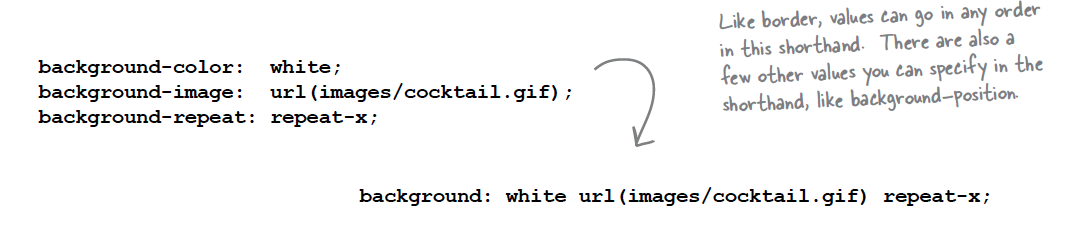 Like border, values can go in any order
in this shorthand. There are also a
few other values you can specify in the
shorthand, like background-position.
background-color:  white;
background-image:  url(images/cocktail.gif);
background-repeat: repeat-x;
background: white url(images/cocktail.gif) repeat-x;